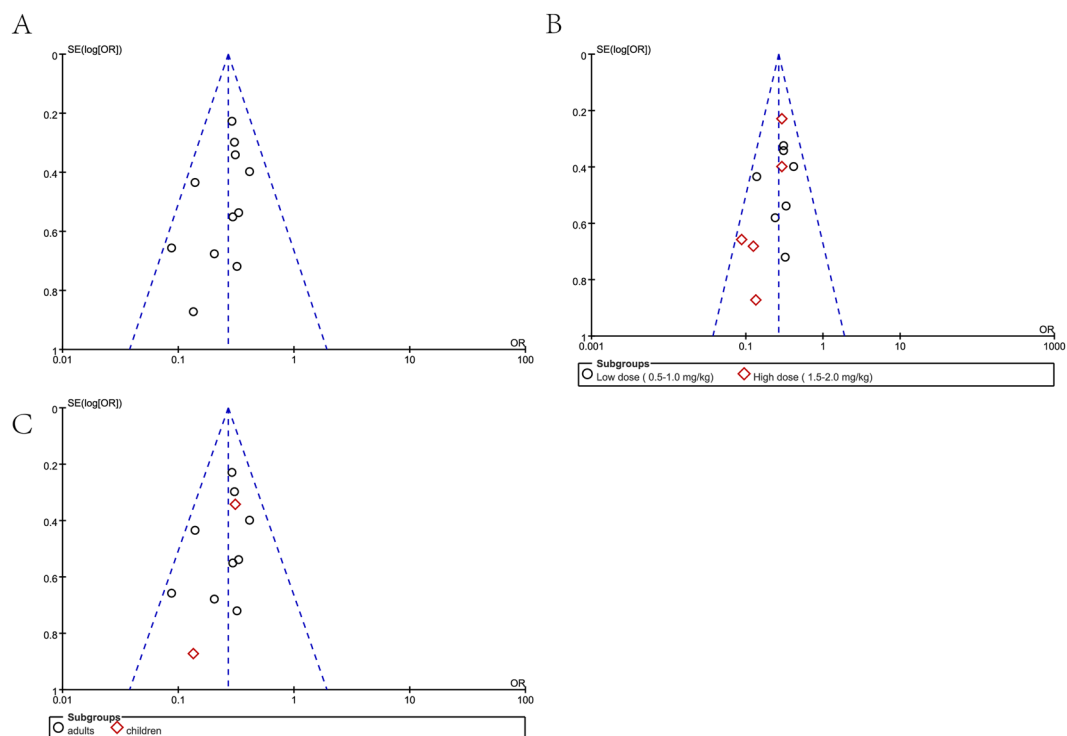 A
SE(log[OR])
0
0.2
0.4
0.6
0.8
1
0.01 0.1 1 10 100
OR
B
SE(log[OR])
0
0.2
0.4
0.6
0.8
1
0.001 0.1 1 10 1000
OR
Subgroups
Low dose ( 0.5-1.0 mg/kg) High dose ( 1.5-2.0 mg/kg)
C
SE(log[OR])
0
0.2
0.4
0.6
0.8
1
0.01 0.1 1 10 100
OR
Subgroups
adults children